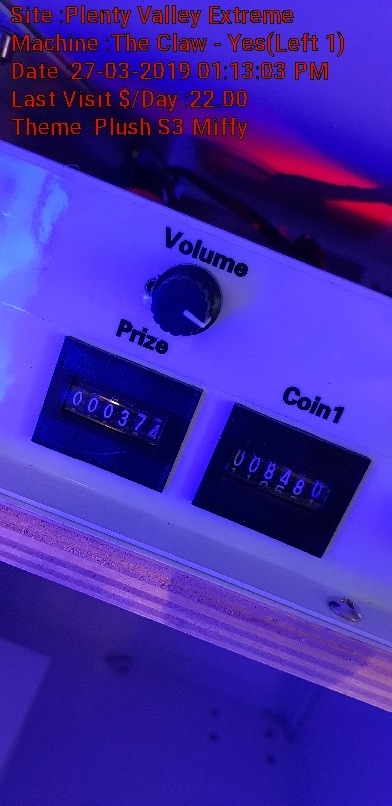 Site :Plenty Valley Extreme
Machine :The Claw - Yes(Left 1)
Date :27-03-2019 01:13:03 PM
Last Visit $/Day :22.00
Theme  Plush S3 Miffy
Volume
Prize
Coin1
000374
008480